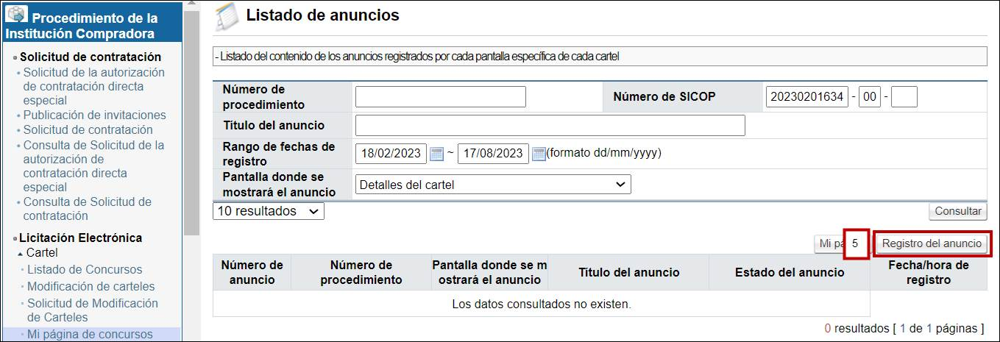 Procedimiento de la
Institución Compradora
Solicitud de contratación
Solicitud de la autorización
de contratación directa
especial
Publicación de invitaciones
Solicitud de contratación
Consulta de Solicitud de la
autorización de
contratación directa
especial
Consulta de Solicitud de
contratación
Licitación Electrónica
Cartel
Listado de Concursos
Modificación de carteles
Solicitud de Modificación
de Carteles
Mi página de concursos
Listado de anuncios
- Listado del contenido de los anuncios registrados por cada pantalla específica de cada cartel
Número de
procedimiento
Número de SICOP
20230201634 - 00 -
Título del anuncio
Rango de fechas de
registro
18/02/2023 ~ 17/08/2023 (formato dd/mm/yyyy)
Pantalla donde se
mostrará el anuncio
Detalles del cartel
10 resultados
Consultar
Mi 5 Registro del anuncio
Número de
anuncio
Número de
procedimiento
Pantalla donde se m
ostrará el anuncio
Título del anuncio
Estado del anuncio
Fecha/hora de
registro
Los datos consultados no existen.
0 resultados [ 1 de 1 páginas ]